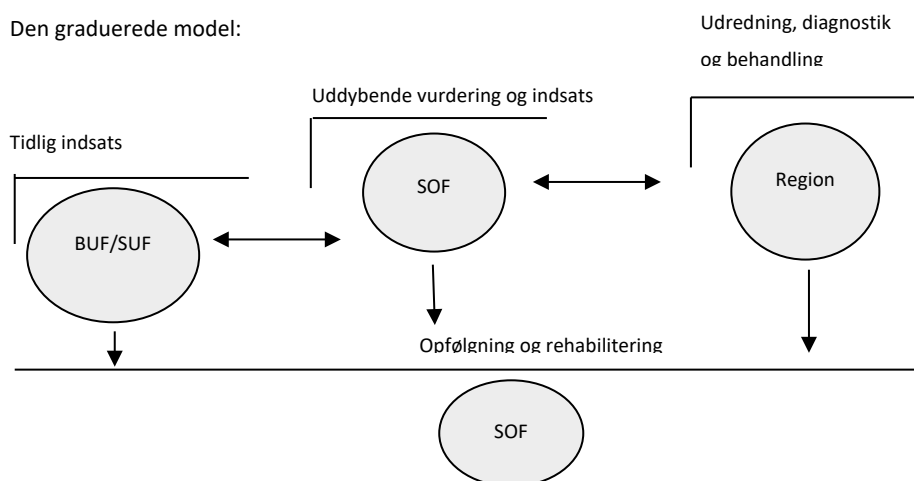 Den graduerede model:
Udredning, diagnostik
og behandling
Uddybende vurdering og indsats
Tidlig indsats
SOF
Region
BUF/SUF
Opfølgning og rehabilitering
SOF